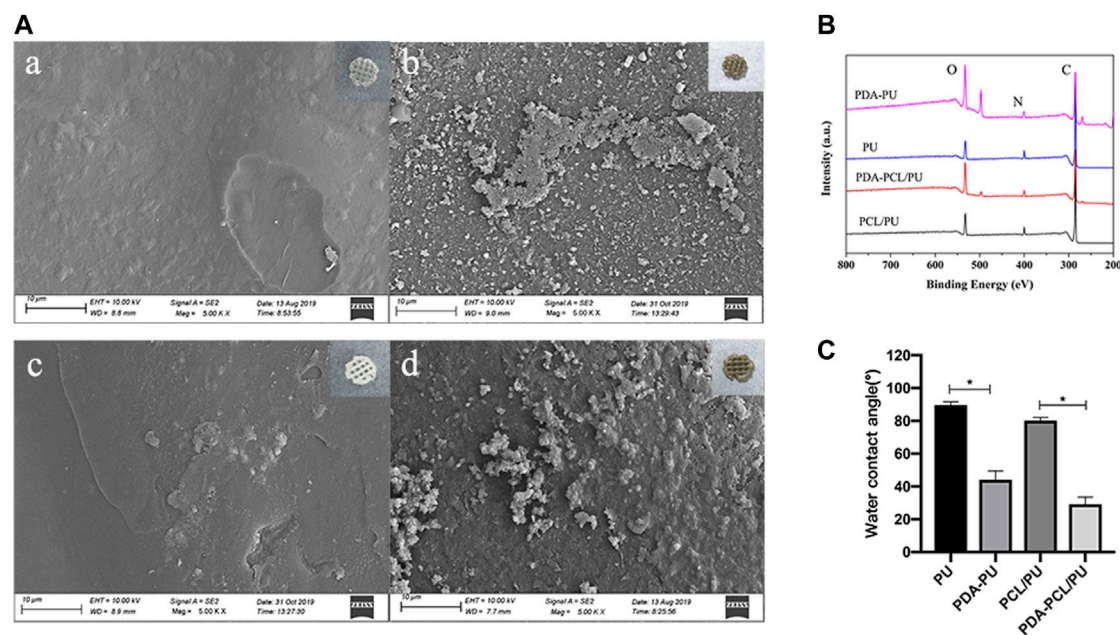 A
a
b
10 µm
EHT = 10.00 kV
Signal A = SE2
Date: 13 Aug 2019
WD = 8.8 mm
Mag = 5.00 K X
Time: 8:53:55
ZEISS
10 µm
EHT = 10.00 kV
Signal A = SE2
Date: 31 Oct 2019
WD = 9.0 mm
Mag = 5.00 K X
Time: 13:29:43
ZEISS
c
d
10 µm
EHT = 10.00 kV
Signal A = SE2
Date: 31 Oct 2019
WD = 8.9 mm
Mag = 5.00 K X
Time: 13:27:30
ZEISS
10 µm
EHT = 10.00 kV
Signal A = SE2
Date: 13 Aug 2019
WD = 7.7 mm
Mag = 5.00 K X
Time: 8:25:56
ZEISS
B
O
N
C
PDA-PU
PU
PDA-PCL/PU
PCL/PU
Intensity (a.u.)
800 700 600 500 400 300 200
Binding Energy (eV)
C
120
100
80
60
40
20
0
Water contact angle(°)
*
*
PU
PDA-PU
PCL/PU
PDA-PCL/PU